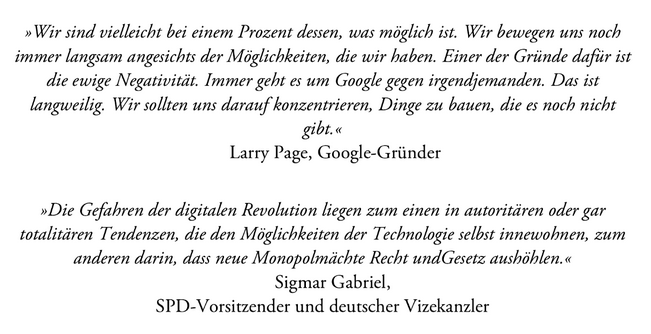 »Wir sind vielleicht bei einem Prozent dessen, was möglich ist. Wir bewegen uns noch
immer langsam angesichts der Möglichkeiten, die wir haben. Einer der Gründe dafür ist
die ewige Negativität. Immer geht es um Google gegen irgendjemanden. Das ist
langweilig. Wir sollten uns darauf konzentrieren, Dinge zu bauen, die es noch nicht
gibt.«
Larry Page, Google-Gründer
»Die Gefahren der digitalen Revolution liegen zum einen in autoritären oder gar
totalitären Tendenzen, die den Möglichkeiten der Technologie selbst innewohnen, zum
anderen darin, dass neue Monopolmächte Recht undGesetz aushöhlen.«
Sigmar Gabriel,
SPD-Vorsitzender und deutscher Vizekanzler